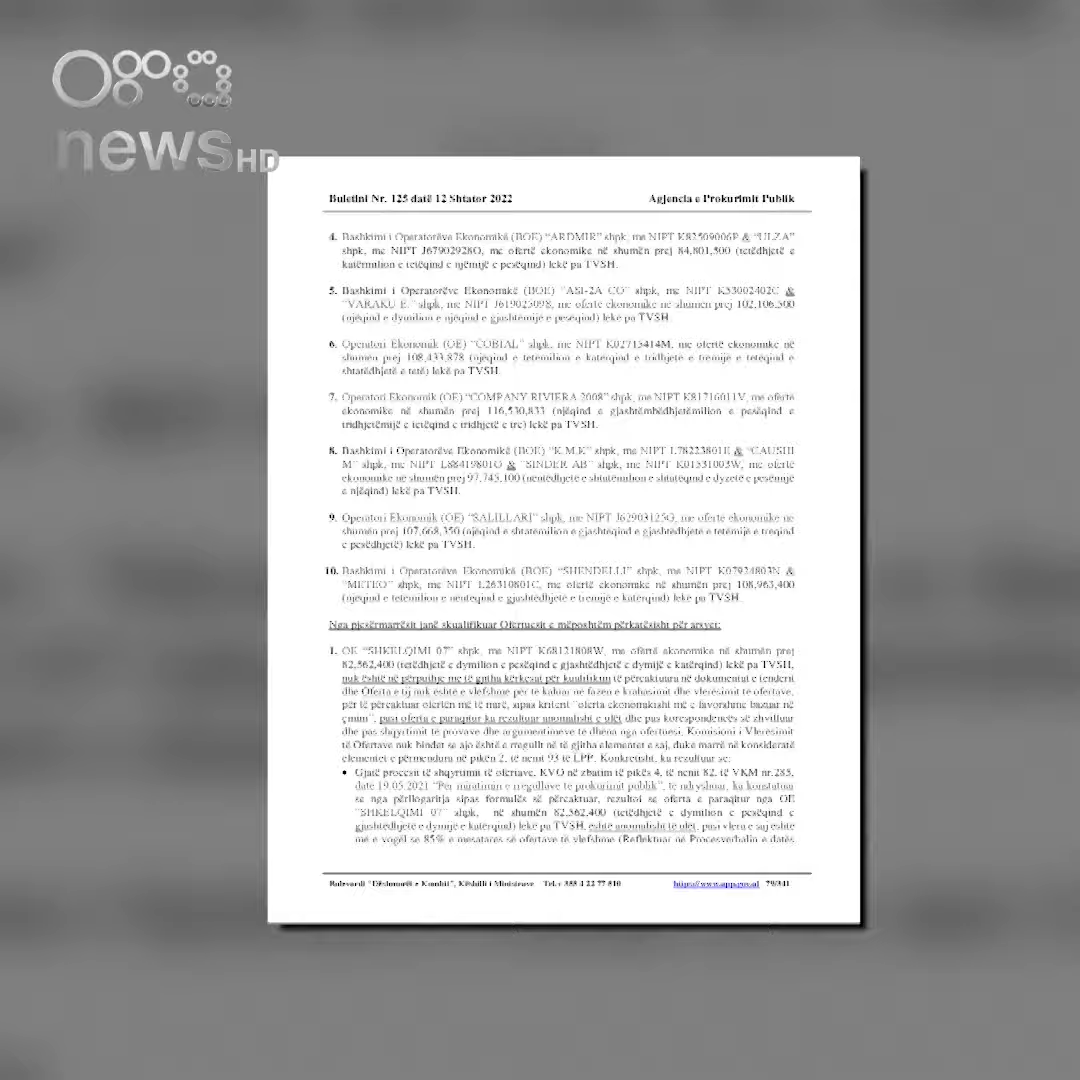 news HD
Buletini Nr. 125 datë 12 Shtator 2022 Agjencia e Prokurimit Publik
4. Bashkimi i Operatorëve Ekonomikë (BOE) “ARDMIR” shpk, me NIPT K82509006P & “ULZA”
shpk, me NIPT J67902928O, me ofertë ekonomike në shumën prej 84,801,500 (tetëdhjetë e
katërmilion e tetëqind e njëmijë e pesëqind) lekë pa TVSH.
5. Bashkimi i Operatorëve Ekonomikë (BOE) “ASI-2A CO” shpk, me NIPT K53002402C &
“VARAKU E.” shpk, me NIPT J61902509B, me ofertë ekonomike në shumën prej 102,106,500
(njëqind e dymilion e njëqind e gjashtëmijë e pesëqind) lekë pa TVSH.
6. Operatori Ekonomik (OE) “COBIAL” shpk, me NIPT K02715414M, me ofertë ekonomike në
shumën prej 108,433,878 (njëqind e tetëmilion e katërqind e tridhjetë e tremijë e tetëqind e
shtatëdhjetë e tetë) lekë pa TVSH.
7. Operatori Ekonomik (OE) “COMPANY RIVIERA 2008” shpk, me NIPT K81716011V, me ofertë
ekonomike në shumën prej 116,530,833 (njëqind e gjashtëmbëdhjetëmilion e pesëqind e
tridhjetëmijë e tetëqind e tridhjetë e tre) lekë pa TVSH.
8. Bashkimi i Operatorëve Ekonomikë (BOE) “K.M.K” shpk, me NIPT L78223801E & “CAUSHI
M” shpk, me NIPT L88419801O & “SINDER AB” shpk, me NIPT K01531003W, me ofertë
ekonomike në shumën prej 97,745,100 (nëntëdhjetë e shtatëmilion e shtatëqind e dyzetë e pesëmijë
e njëqind) lekë pa TVSH.
9. Operatori Ekonomik (OE) “SALILLARI” shpk, me NIPT J62903125G, me ofertë ekonomike në
shumën prej 107,668,350 (njëqind e shtatëmilion e gjashtëqind e gjashtëdhjetë e tetëmijë e treqind
e pesëdhjetë) lekë pa TVSH.
10. Bashkimi i Operatorëve Ekonomikë (BOE) “SHENDELLI” shpk, me NIPT K07924803N &
“METEO” shpk, me NIPT L26310801C, me ofertë ekonomike në shumën prej 108,963,400
(njëqind e tetëmilion e nëntëqind e gjashtëdhjetë e tremijë e katërqind) lekë pa TVSH.
Nga pjesëmarrësit janë skualifikuar Ofertuesit e mëposhtëm përkatësisht për arsyet:
1. OE “SHKELQIMI 07” shpk, me NIPT K68121808W, me ofertë ekonomike në shumën prej
82,562,400 (tetëdhjetë e dymilion e pesëqind e gjashtëdhjetë e dymijë e katërqind) lekë pa TVSH,
nuk është në përputhje me të gjitha kërkesat për kualifikim të përcaktuara në dokumentat e tenderit
dhe Oferta e tij nuk është e vlefshme për të kaluar në fazën e krahasimit dhe vlerësimit të ofertave,
për të përcaktuar ofertën më të mirë, sipas kriterit “oferta ekonomikisht më e favorshme bazuar në
çmim”, pasi oferta e paraqitur ka rezultuar anomalisht e ulët dhe pas korespondencës së zhvilluar
dhe pas shqyrtimit të provave dhe argumentimeve të dhëna nga ofertuesi, Komisioni i Vlerësimit
të Ofertave nuk bindet se ajo është e rregullt në të gjitha elementet e saj, duke marrë në konsideratë
elementet e përmendura në pikën 2, të nenit 93 të LPP. Konkretisht, ka rezultuar se:
• Gjatë procesit të shqyrtimit të ofertave, KVO në zbatim të pikës 4, të nenit 82, të VKM nr.285,
datë 19.05.2021 “Për miratimin e rregullave të prokurimit publik”, të ndryshuar, ka konstatuar
se nga përllogaritja sipas formulës së përcaktuar, rezultoi se oferta e paraqitur nga OE
“SHKELQIMI 07” shpk, në shumën 82,562,400 (tetëdhjetë e dymilion e pesëqind e
gjashtëdhjetë e dymijë e katërqind) lekë pa TVSH, është anomalisht të ulët, pasi vlera e saj është
më e vogël se 85% e mesatares së ofertave të vlefshme (Reflektuar në Procesverbalin e datës
Bulevardi “Dëshmorët e Kombit”, Këshilli i Ministrave Tel.: 355 4 22 77 810 https://www.app.gov.al 79/341